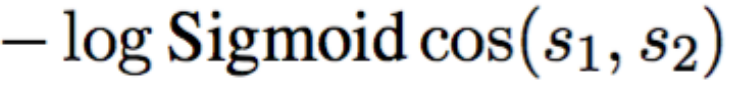 − log Sigmoid cos(s₁, s₂)